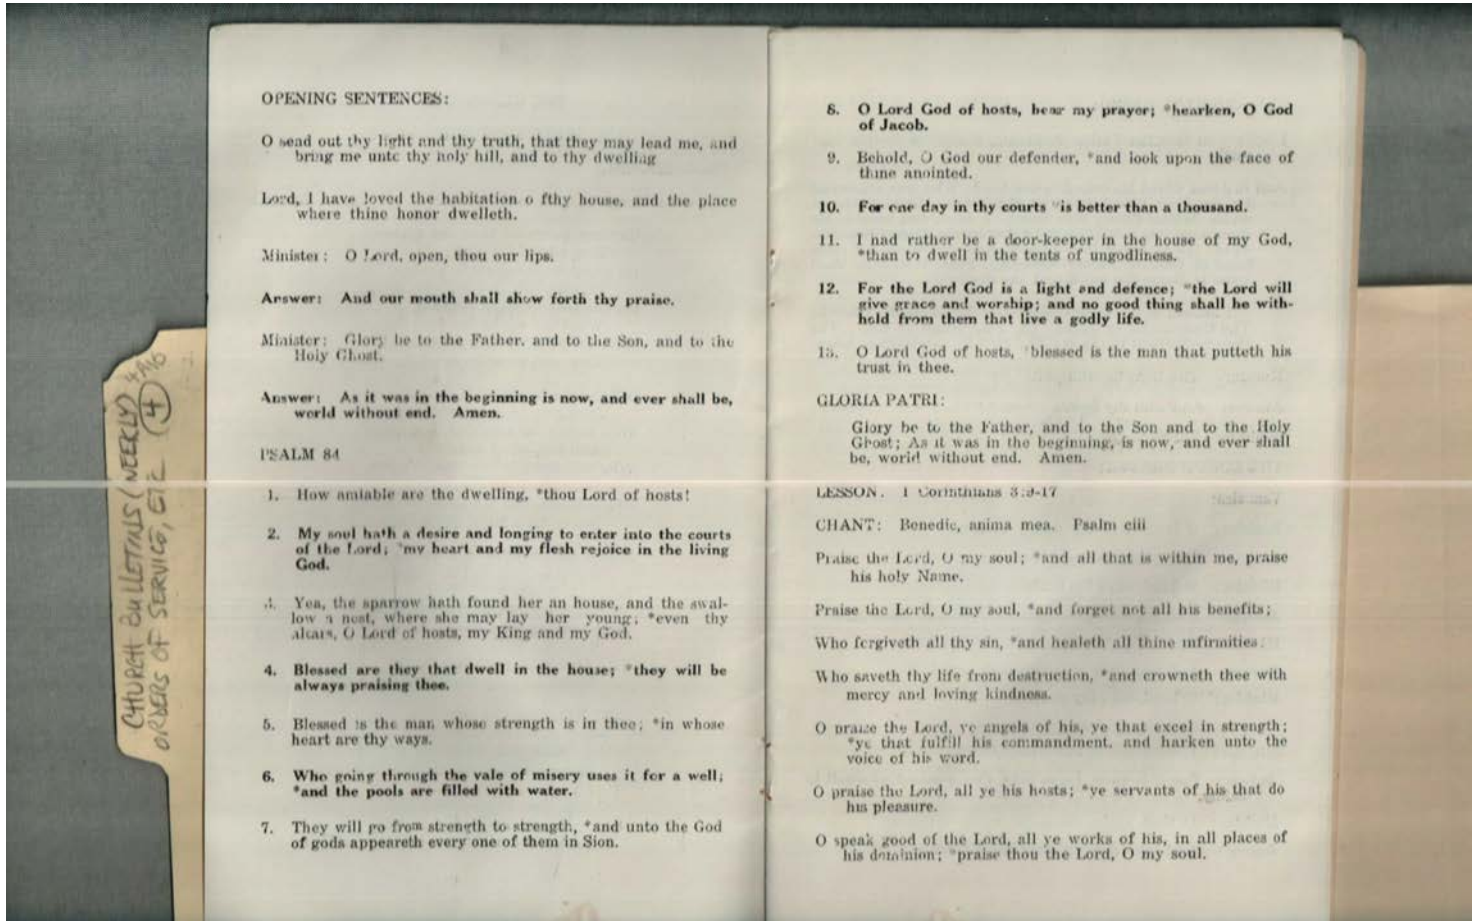 OPENING SENTENCES:
O send out thy light and thy truth, that they may lead me, and
bring me unto thy holy hill, and to thy dwelling
Lord, I have loved the habitation o fthy house, and the place
where thine honor dwelleth.
Minister: O Lord, open, thou our lips.
Answer: And our mouth shall show forth thy praise.
Minister: Glory be to the Father, and to the Son, and to the
Holy Ghost.
Answer: As it was in the beginning is now, and ever shall be,
world without end. Amen.
PSALM 84
1. How amiable are the dwelling, *thou Lord of hosts!
2. My soul hath a desire and longing to enter into the courts
of the Lord; *my heart and my flesh rejoice in the living
God.
3. Yea, the sparrow hath found her an house, and the swal-
low a nest, where she may lay her young; *even thy
altars, O Lord of hosts, my King and my God.
4. Blessed are they that dwell in the house; *they will be
always praising thee.
5. Blessed is the man whose strength is in thee; *in whose
heart are thy ways.
6. Who going through the vale of misery uses it for a well;
*and the pools are filled with water.
7. They will go from strength to strength, *and unto the God
of gods appeareth every one of them in Sion.
8. O Lord God of hosts, hear my prayer; *hearken, O God
of Jacob.
9. Behold, O God our defender, *and look upon the face of
thine anointed.
10. For one day in thy courts *is better than a thousand.
11. I had rather be a door-keeper in the house of my God,
*than to dwell in the tents of ungodliness.
12. For the Lord God is a light and defence; *the Lord will
give grace and worship; and no good thing shall he with-
hold from them that live a godly life.
13. O Lord God of hosts, *blessed is the man that putteth his
trust in thee.
GLORIA PATRI:
Glory be to the Father, and to the Son and to the Holy
Ghost; As it was in the beginning, is now, and ever shall
be, world without end. Amen.
LESSON. 1 Corinthians 3:9-17
CHANT: Benedic, anima mea. Psalm ciii
Praise the Lord, O my soul; *and all that is within me, praise
his holy Name.
Praise the Lord, O my soul, *and forget not all his benefits;
Who forgiveth all thy sin, *and healeth all thine infirmities.
Who saveth thy life from destruction, *and crowneth thee with
mercy and loving kindness.
O praise the Lord, ye angels of his, ye that excel in strength;
*ye that fulfill his commandment, and harken unto the
voice of his word.
O praise the Lord, all ye his hosts; *ye servants of his that do
his pleasure.
O speak good of the Lord, all ye works of his, in all places of
his dominion; *praise thou the Lord, O my soul.
CHURCH BULLETINS (WEEKLY)
ORDERS OF SERVICE, ETC. 4